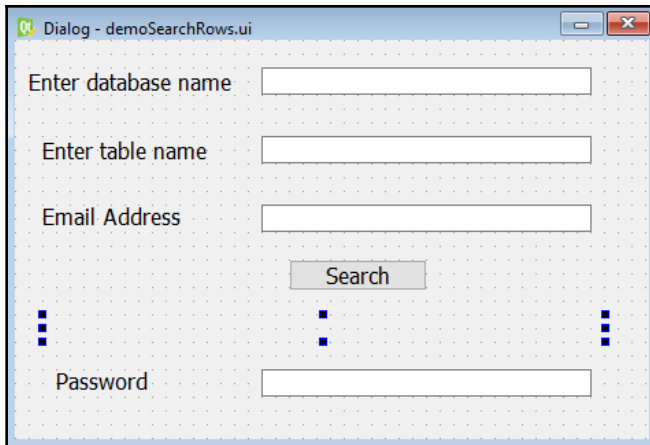 Dialog - demoSearchRows.ui
Enter database name
Enter table name
Email Address
Search
Password